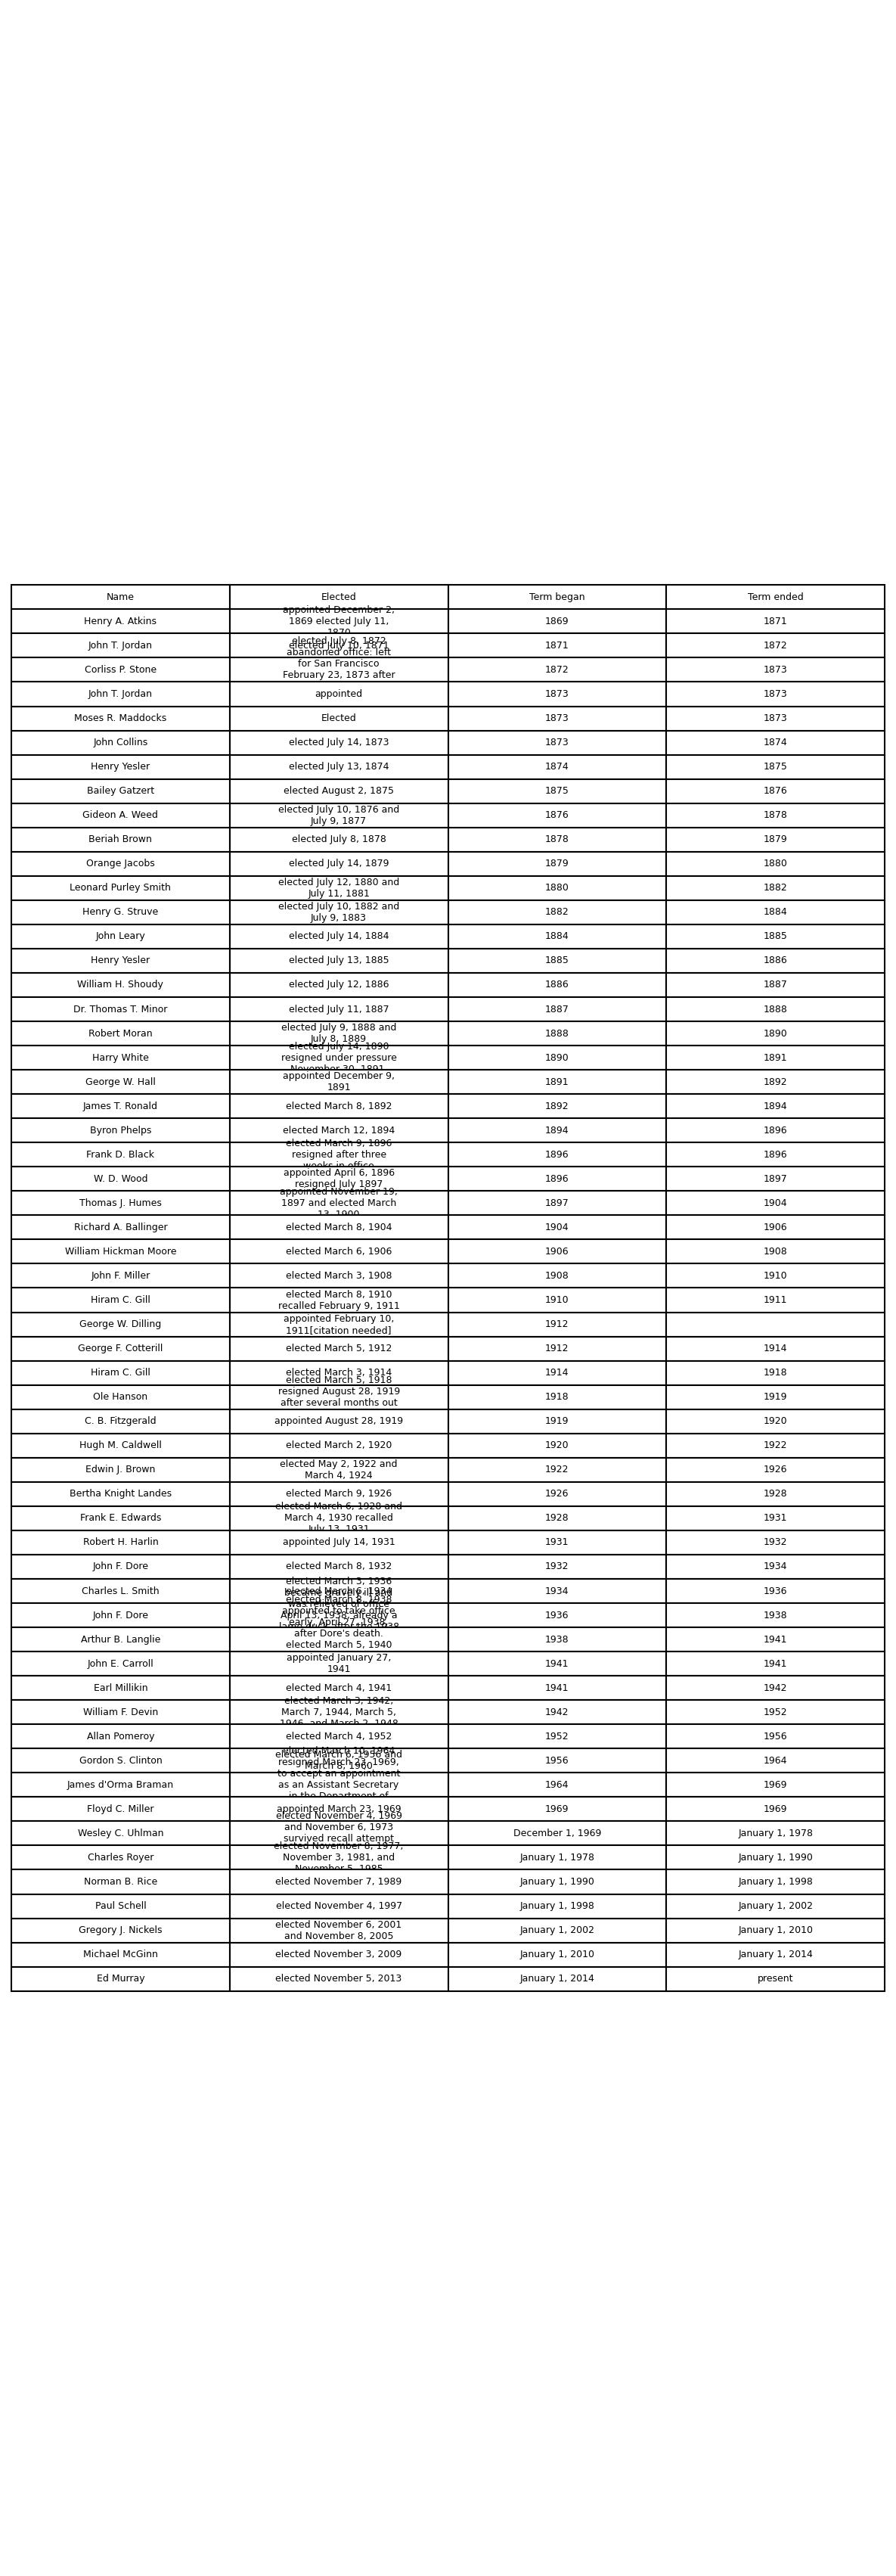 Name Elected Term began Term ended
Henry A. Atkins appointed December 2, 1869 1871
1869 elected July 11,
1870
John T. Jordan elected July 10, 1871 1871 1872
Corliss P. Stone elected July 8, 1872 1872 1873
abandoned office: left
for San Francisco
February 23, 1873 after
John T. Jordan appointed 1873 1873
Moses R. Maddocks Elected 1873 1873
John Collins elected July 14, 1873 1873 1874
Henry Yesler elected July 13, 1874 1874 1875
Bailey Gatzert elected August 2, 1875 1875 1876
Gideon A. Weed elected July 10, 1876 and 1876 1878
July 9, 1877
Beriah Brown elected July 8, 1878 1878 1879
Orange Jacobs elected July 14, 1879 1879 1880
Leonard Purley Smith elected July 12, 1880 and 1880 1882
July 11, 1881
Henry G. Struve elected July 10, 1882 and 1882 1884
July 9, 1883
John Leary elected July 14, 1884 1884 1885
Henry Yesler elected July 13, 1885 1885 1886
William H. Shoudy elected July 12, 1886 1886 1887
Dr. Thomas T. Minor elected July 11, 1887 1887 1888
Robert Moran elected July 9, 1888 and 1888 1890
July 8, 1889
Harry White elected July 14, 1890 1890 1891
resigned under pressure
November 30, 1891
George W. Hall appointed December 9, 1891 1892
1891
James T. Ronald elected March 8, 1892 1892 1894
Byron Phelps elected March 12, 1894 1894 1896
Frank D. Black elected March 9, 1896 1896 1896
resigned after three
weeks in office
W. D. Wood appointed April 6, 1896 1896 1897
resigned July 1897
Thomas J. Humes appointed November 19, 1897 1904
1897 and elected March
13, 1900
Richard A. Ballinger elected March 8, 1904 1904 1906
William Hickman Moore elected March 6, 1906 1906 1908
John F. Miller elected March 3, 1908 1908 1910
Hiram C. Gill elected March 8, 1910 1910 1911
recalled February 9, 1911
George W. Dilling appointed February 10, 1912
1911[citation needed]
George F. Cotterill elected March 5, 1912 1912 1914
Hiram C. Gill elected March 3, 1914 1914 1918
Ole Hanson elected March 5, 1918 1918 1919
resigned August 28, 1919
after several months out
C. B. Fitzgerald appointed August 28, 1919 1919 1920
Hugh M. Caldwell elected March 2, 1920 1920 1922
Edwin J. Brown elected May 2, 1922 and 1922 1926
March 4, 1924
Bertha Knight Landes elected March 9, 1926 1926 1928
Frank E. Edwards elected March 6, 1928 and 1928 1931
March 4, 1930 recalled
July 13, 1931
Robert H. Harlin appointed July 14, 1931 1931 1932
John F. Dore elected March 8, 1932 1932 1934
Charles L. Smith elected March 6, 1934 1934 1936
John F. Dore elected March 3, 1936 1936 1938
became gravely ill and
was relieved of office
April 13, 1938; already a
lame duck after the 1938
Arthur B. Langlie elected March 8, 1938 1938 1941
appointed to take office
early, April 27, 1938,
after Dore's death.
elected March 5, 1940
John E. Carroll appointed January 27, 1941 1941
1941
Earl Millikin elected March 4, 1941 1941 1942
William F. Devin elected March 3, 1942, 1942 1952
March 7, 1944, March 5,
1946, and March 2, 1948
Allan Pomeroy elected March 4, 1952 1952 1956
Gordon S. Clinton elected March 6, 1956 and 1956 1964
March 8, 1960
James d'Orma Braman elected March 10, 1964 1964 1969
resigned March 23, 1969,
to accept an appointment
as an Assistant Secretary
in the Department of
Floyd C. Miller appointed March 23, 1969 1969 1969
Wesley C. Uhlman elected November 4, 1969 December 1, 1969 January 1, 1978
and November 6, 1973
survived recall attempt
Charles Royer elected November 8, 1977, January 1, 1978 January 1, 1990
November 3, 1981, and
November 5, 1985
Norman B. Rice elected November 7, 1989 January 1, 1990 January 1, 1998
Paul Schell elected November 4, 1997 January 1, 1998 January 1, 2002
Gregory J. Nickels elected November 6, 2001 January 1, 2002 January 1, 2010
and November 8, 2005
Michael McGinn elected November 3, 2009 January 1, 2010 January 1, 2014
Ed Murray elected November 5, 2013 January 1, 2014 present